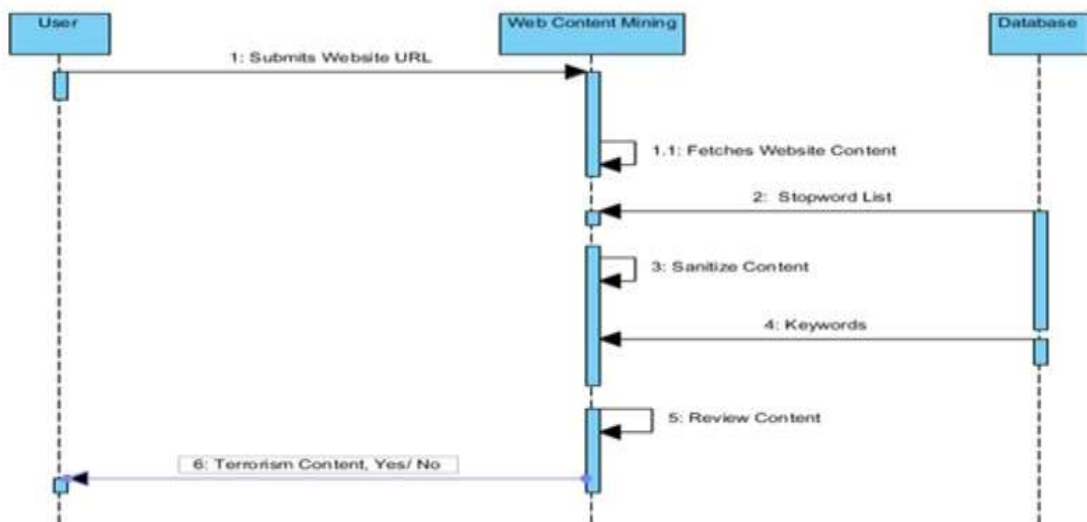 User
Web Content Mining
Database
1: Submits Website URL
1.1: Fetches Website Content
2: Stopword List
3: Sanitize Content
4: Keywords
5: Review Content
6: Terrorism Content, Yes/ No